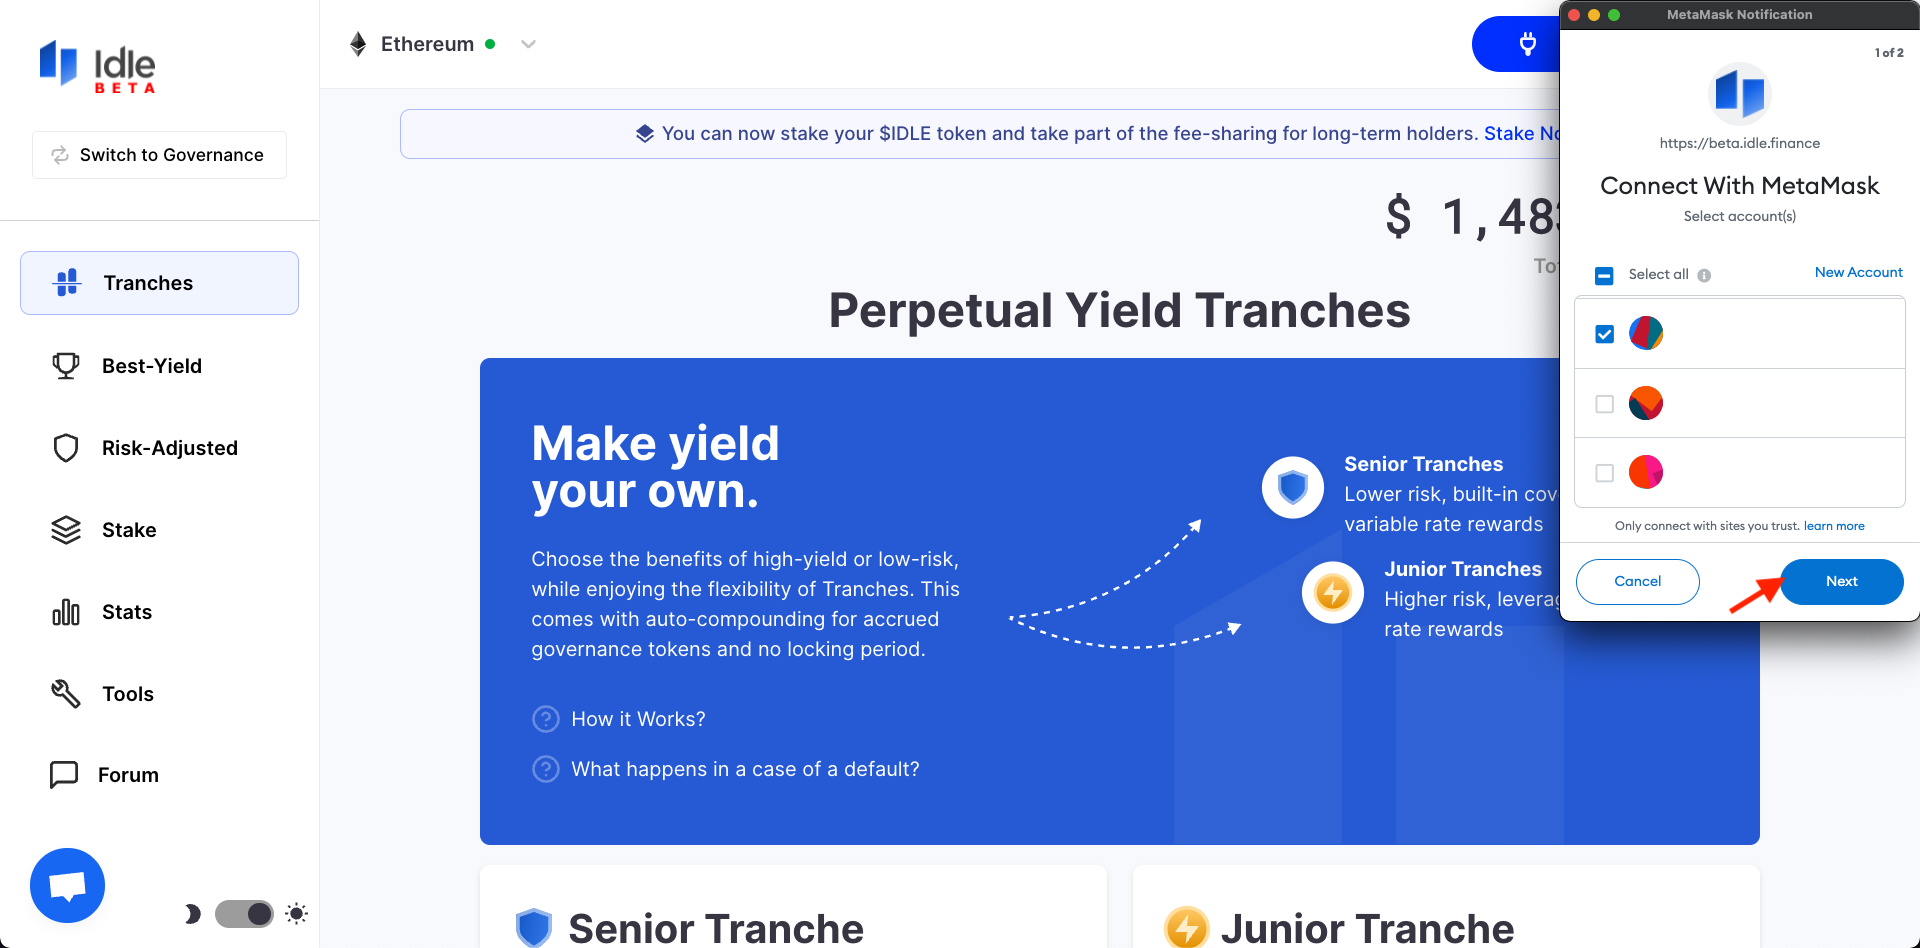 Idle
BETA
Switch to Governance
Tranches
Best-Yield
Risk-Adjusted
Stake
Stats
Tools
Forum
Ethereum
You can now stake your $IDLE token and take part of the fee-sharing for long-term holders. Stake
$ 1,48
Perpetual Yield Tranches
Make yield
your own.
Choose the benefits of high-yield or low-risk,
while enjoying the flexibility of Tranches. This
comes with auto-compounding for accrued
governance tokens and no locking period.
? How it Works?
? What happens in a case of a default?
Senior Tranches
Lower risk, built-in
variable rate rewards
Junior Tranches
Higher risk,
rate rewards
Senior Tranche
Junior Tranche
MetaMask Notification
1 of 2
https://beta.idle.finance
Connect With MetaMask
Select account(s)
Select all
New Account
Only connect with sites you trust. learn more
Cancel
Next